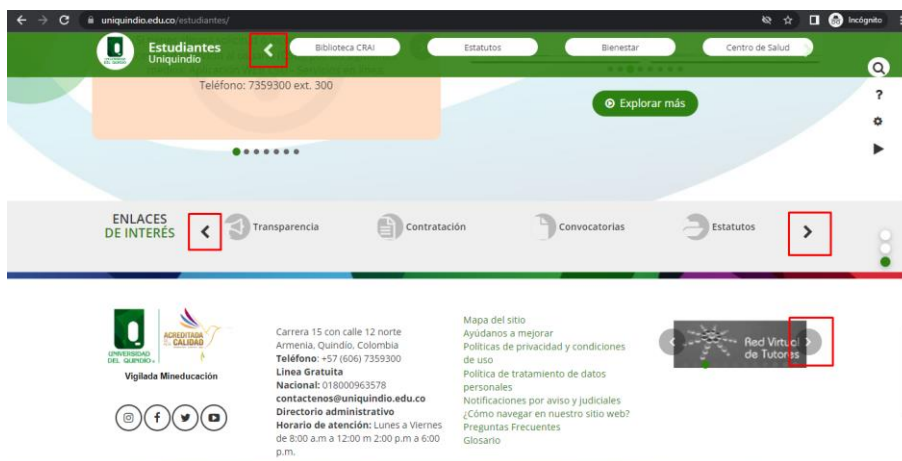 uniquindio.edu.co/estudiantes/
Incógnito
Estudiantes
Uniquindio
Biblioteca CRAI
Estatutos
Bienestar
Centro de Salud
Teléfono: 7359300 ext. 300
Explorar más
ENLACES
DE INTERÉS
Transparencia
Contratación
Convocatorias
Estatutos
UNIVERSIDAD
DEL QUINDÍO
ACREDITADA
DE CALIDAD
Vigilada Mineducación
Carrera 15 con calle 12 norte
Armenia, Quindio, Colombia
Teléfono: +57 (606) 7359300
Linea Gratuita
Nacional: 018000963578
contactenos@uniquindio.edu.co
Directorio administrativo
Horario de atención: Lunes a Viernes
de 8:00 a.m a 12:00 m 2:00 p.m a 6:00
p.m.
Mapa del sitio
Ayúdanos a mejorar
Políticas de privacidad y condiciones
de uso
Política de tratamiento de datos
personales
Notificaciones por aviso y judiciales
¿Cómo navegar en nuestro sitio web?
Preguntas Frecuentes
Glosario
Red Virtual
de Tutores